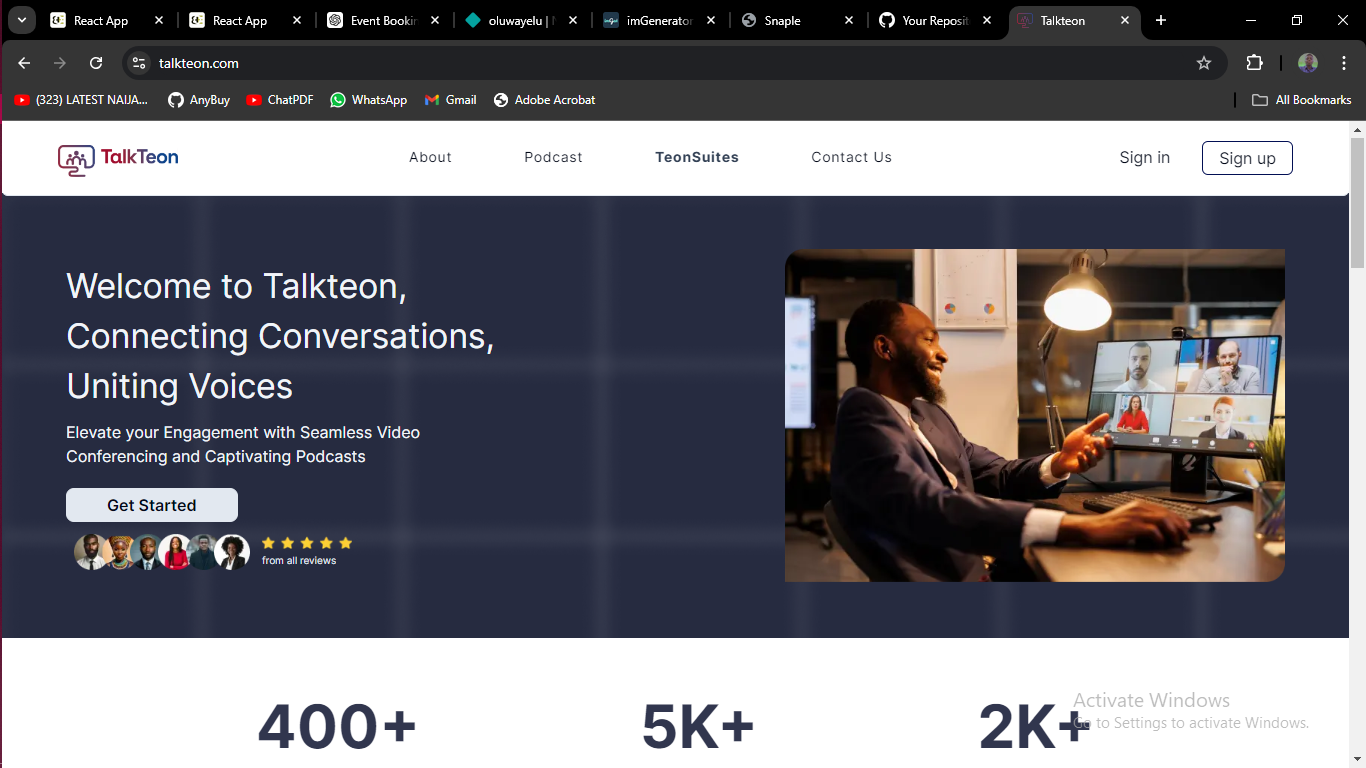 React App
React App
Event Bookin
oluwayelu | N
imGenerator
Snaple
Your Reposit
Talkteon
talkteon.com
(323) LATEST NAIJA...
AnyBuy
ChatPDF
WhatsApp
Gmail
Adobe Acrobat
All Bookmarks
TalkTeon
About
Podcast
TeonSuites
Contact Us
Sign in
Sign up
Welcome to Talkteon,
Connecting Conversations,
Uniting Voices
Elevate your Engagement with Seamless Video
Conferencing and Captivating Podcasts
Get Started
from all reviews
400+
5K+
2K+
Activate Windows
Go to Settings to activate Windows.